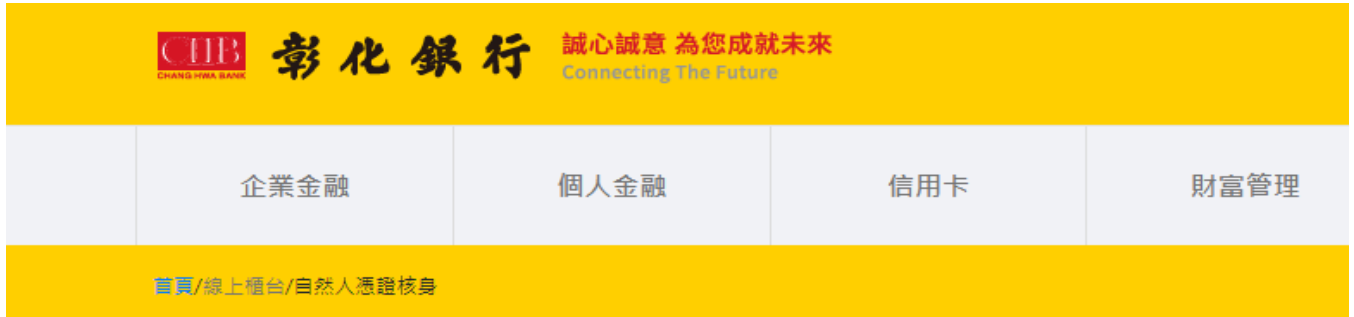 CHB
CHANG HWA BANK
彰化銀行
誠心誠意 為您成就未來
Connecting The Future
企業金融 個人金融 信用卡 財富管理
首頁/線上櫃台/自然人憑證核身